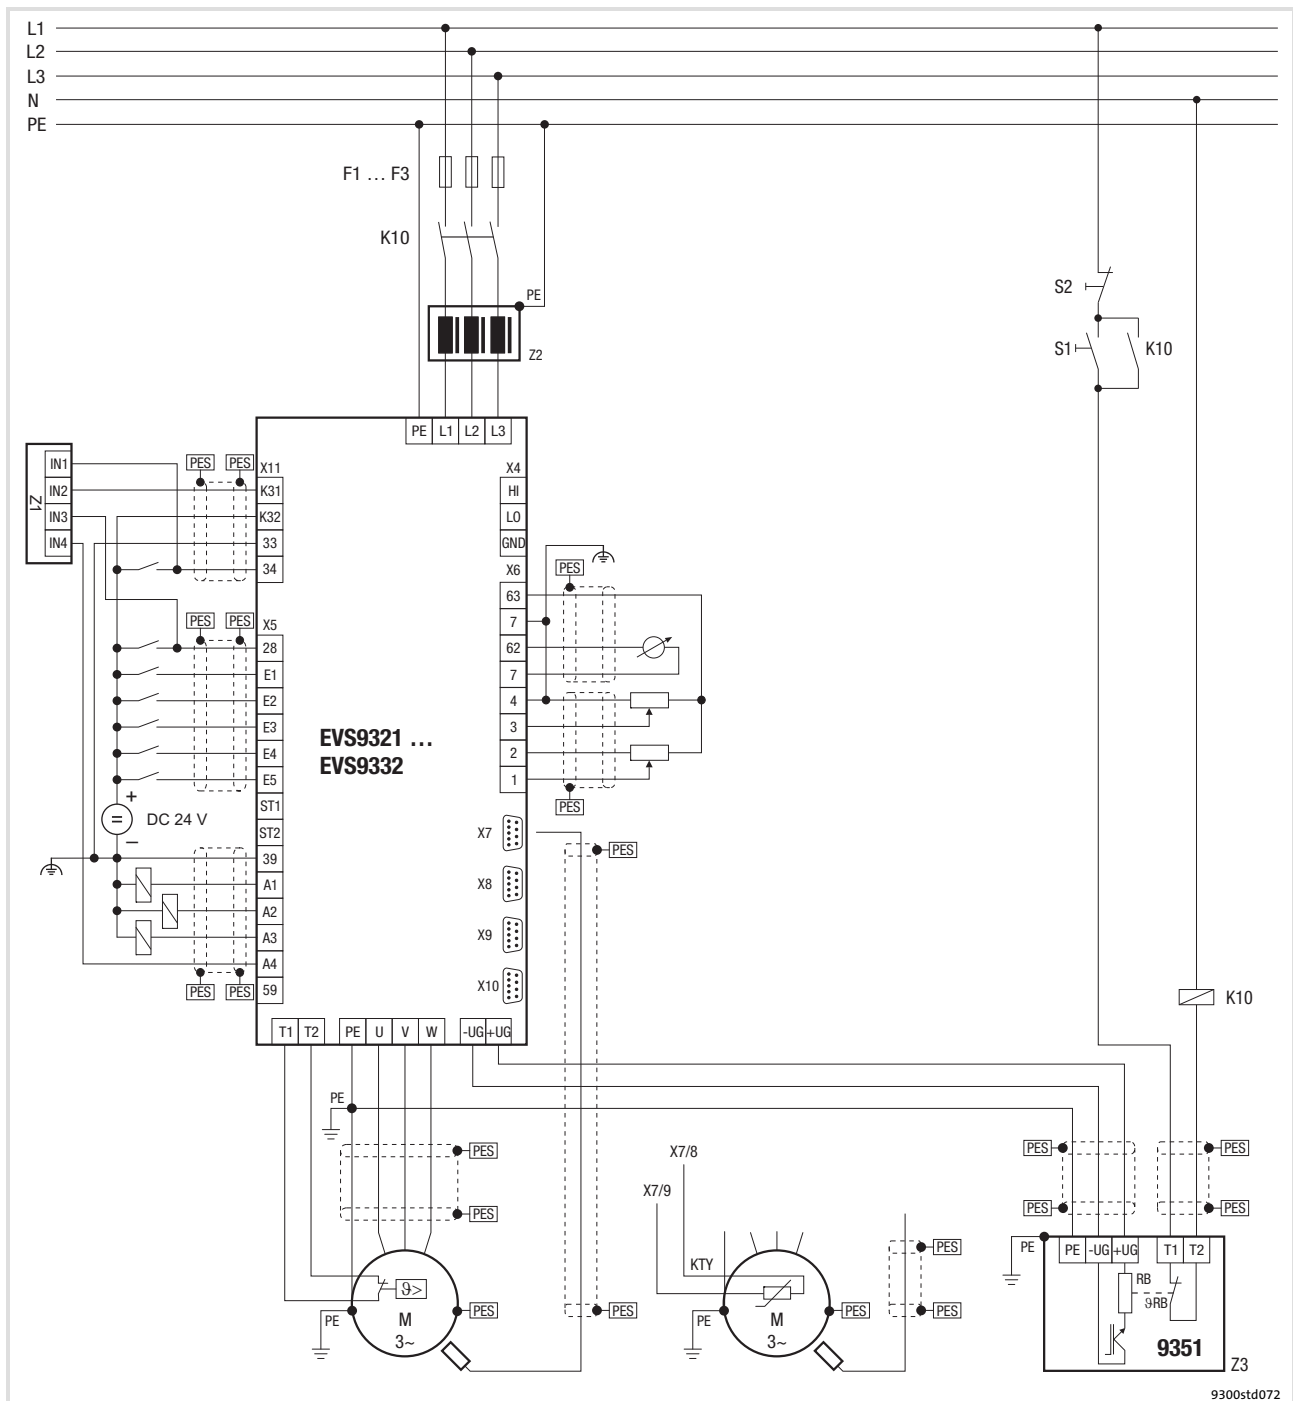 L1
L2
L3
N
PE
F1 … F3
K10
PE
Z2
S2
S1
K10
PE L1 L2 L3
Z1
IN1
IN2
IN3
IN4
PES PES
X11
K31
K32
33
34
PES PES
X5
28
E1
E2
E3
E4
E5
ST1
ST2
39
A1
A2
A3
A4
59
+
=
DC 24 V
–
PES PES
EVS9321 …
EVS9332
X4
HI
LO
GND
X6
63
7
62
7
4
3
2
1
PES
PES
X7
X8
X9
X10
PES
K10
T1 T2 PE U V W -UG +UG
PE
PES
PES
ϑ>
M
3~
PE
PES
PES
X7/8
X7/9
KTY
M
3~
PE
PES
PES
PES
PES
PES
PES
PES
PE
PE -UG +UG T1 T2
RB
ϑRB
9351
Z3
9300std072